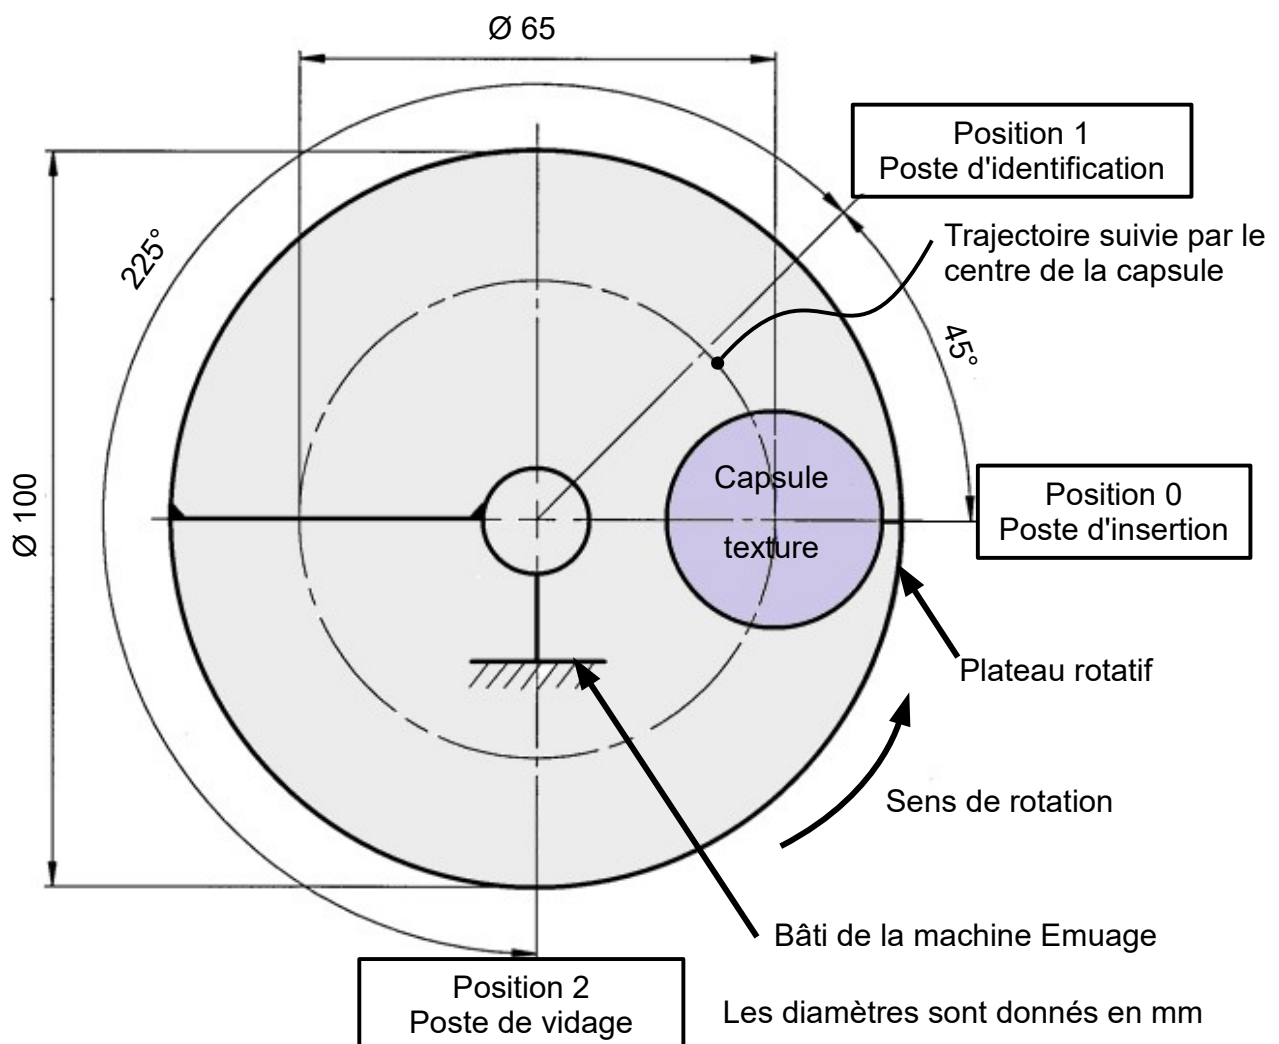 Ø 65
Position 1
Poste d'identification
Trajectoire suivie par le
centre de la capsule
225°
45°
Capsule
texture
Position 0
Poste d'insertion
Ø 100
Plateau rotatif
Sens de rotation
Bâti de la machine Emuage
Position 2
Poste de vidage
Les diamètres sont donnés en mm